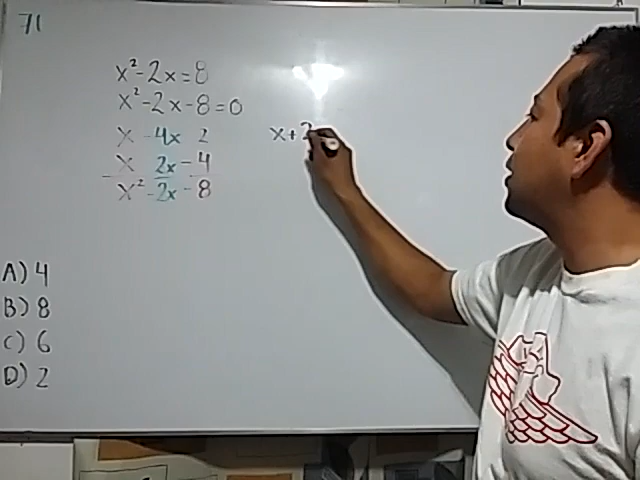 71
x²-2x=8
x²-2x-8=0
x -4x 2
x 2x -4
x² -2x -8
x+2
A) 4
B) 8
C) 6
D) 2